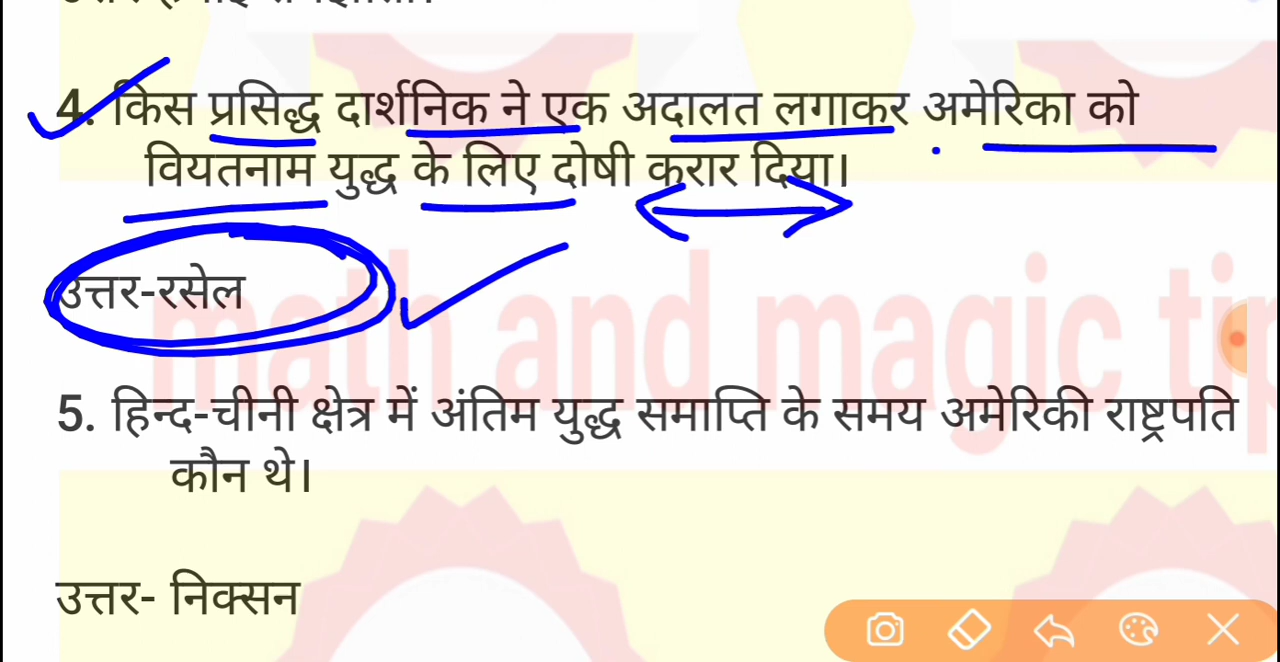 4. किस प्रसिद्ध दार्शनिक ने एक अदालत लगाकर अमेरिका को
वियतनाम युद्ध के लिए दोषी करार दिया।
उत्तर-रसेल
math and magic tip
5. हिन्द-चीनी क्षेत्र में अंतिम युद्ध समाप्ति के समय अमेरिकी राष्ट्रपति
कौन थे।
उत्तर- निक्सन